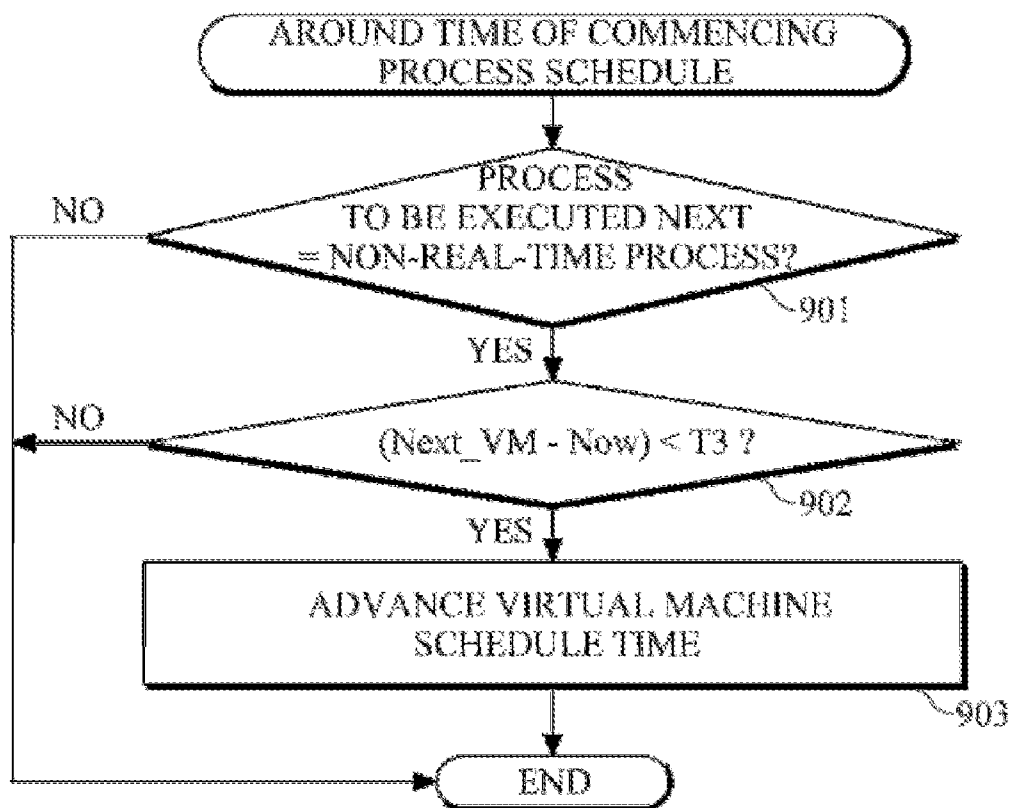 AROUND TIME OF COMMENCING
PROCESS SCHEDULE
PROCESS
TO BE EXECUTED NEXT
= NON-REAL-TIME PROCESS?
NO
901
YES
NO
(Next_VM - Now) < T3 ?
902
YES
ADVANCE VIRTUAL MACHINE
SCHEDULE TIME
903
END